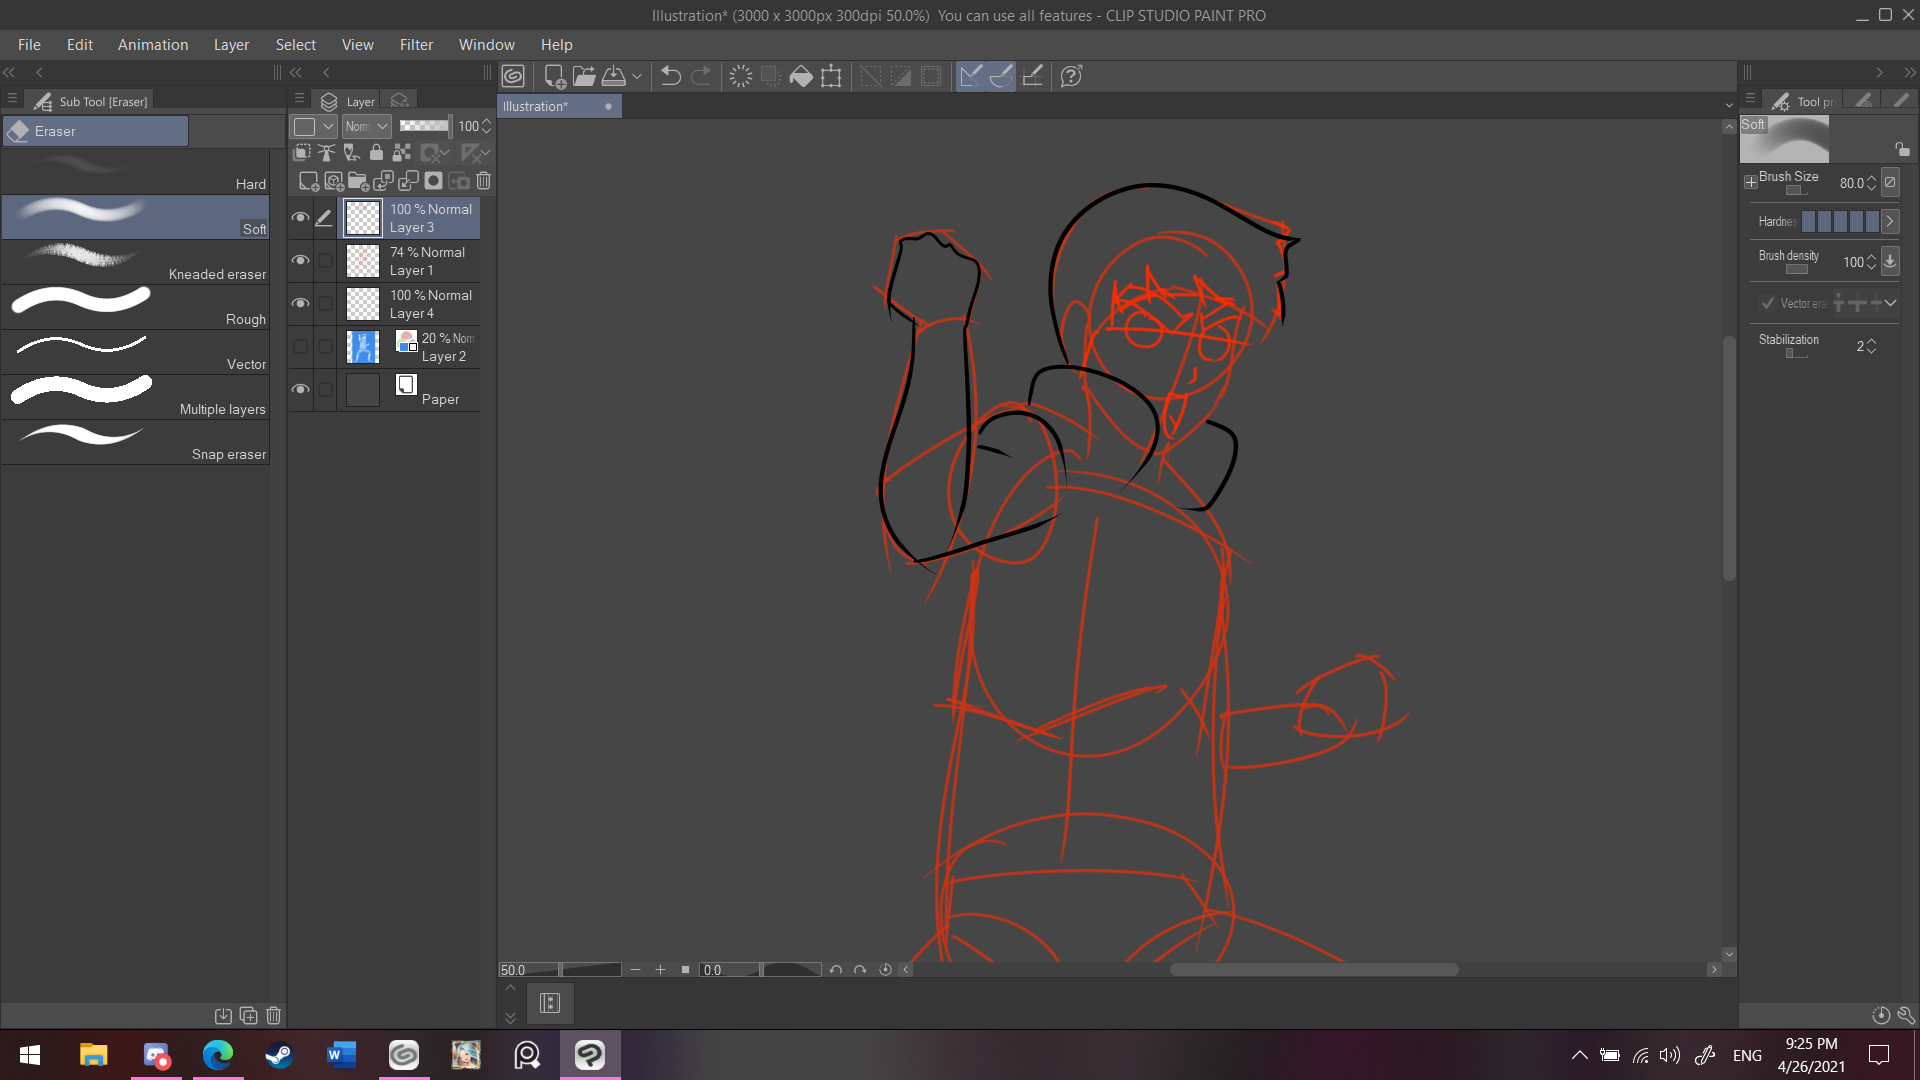 Illustration* (3000 x 3000px 300dpi 50.0%)  You can use all features - CLIP STUDIO PAINT PRO
File Edit Animation Layer Select View Filter Window Help
Sub Tool [Eraser]
Eraser
Hard
Soft
Kneaded eraser
Rough
Vector
Multiple layers
Snap eraser
Layer
Norm 100
100 % Normal
Layer 3
74 % Normal
Layer 1
100 % Normal
Layer 4
20 % Nom
Layer 2
Paper
Illustration*
50.0 0.0
Tool pr
Soft
Brush Size 80.0
Hardnes
Brush density 100
Vector era
Stabilization 2
ENG
9:25 PM
4/26/2021